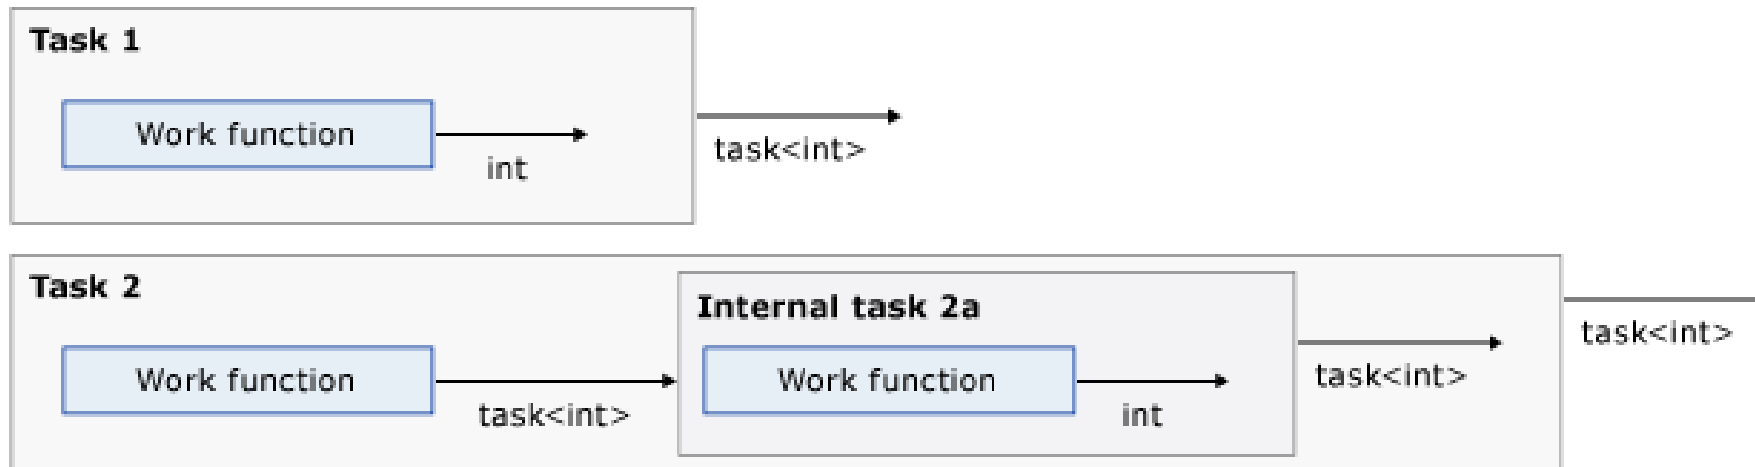 Task 1
Work function
int
task<int>
Task 2
Internal task 2a
Work function
task<int>
Work function
int
task<int>
task<int>